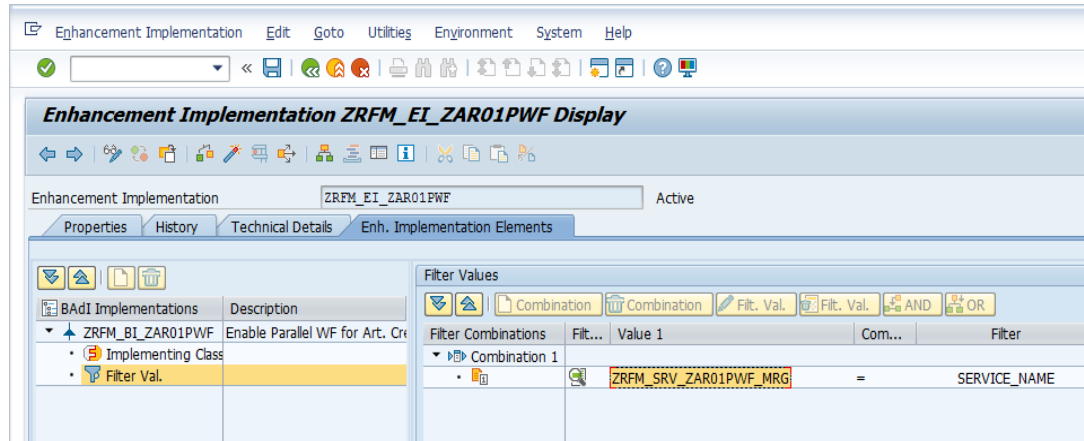 Enhancement Implementation Edit Goto Utilities Environment System Help
Enhancement Implementation ZRFM_EI_ZAR01PWF Display
Enhancement Implementation ZRFM_EI_ZAR01PWF Active
Properties History Technical Details Enh. Implementation Elements
Filter Values
Combination Combination Filt. Val. Filt. Val. AND OR
BAdI Implementations Description
Filter Combinations Filt... Value 1 Com... Filter
ZRFM_BI_ZAR01PWF Enable Parallel WF for Art. Cre
Combination 1
Implementing Class
Filter Val.
ZRFM_SRV_ZAR01PWF_MRG = SERVICE_NAME